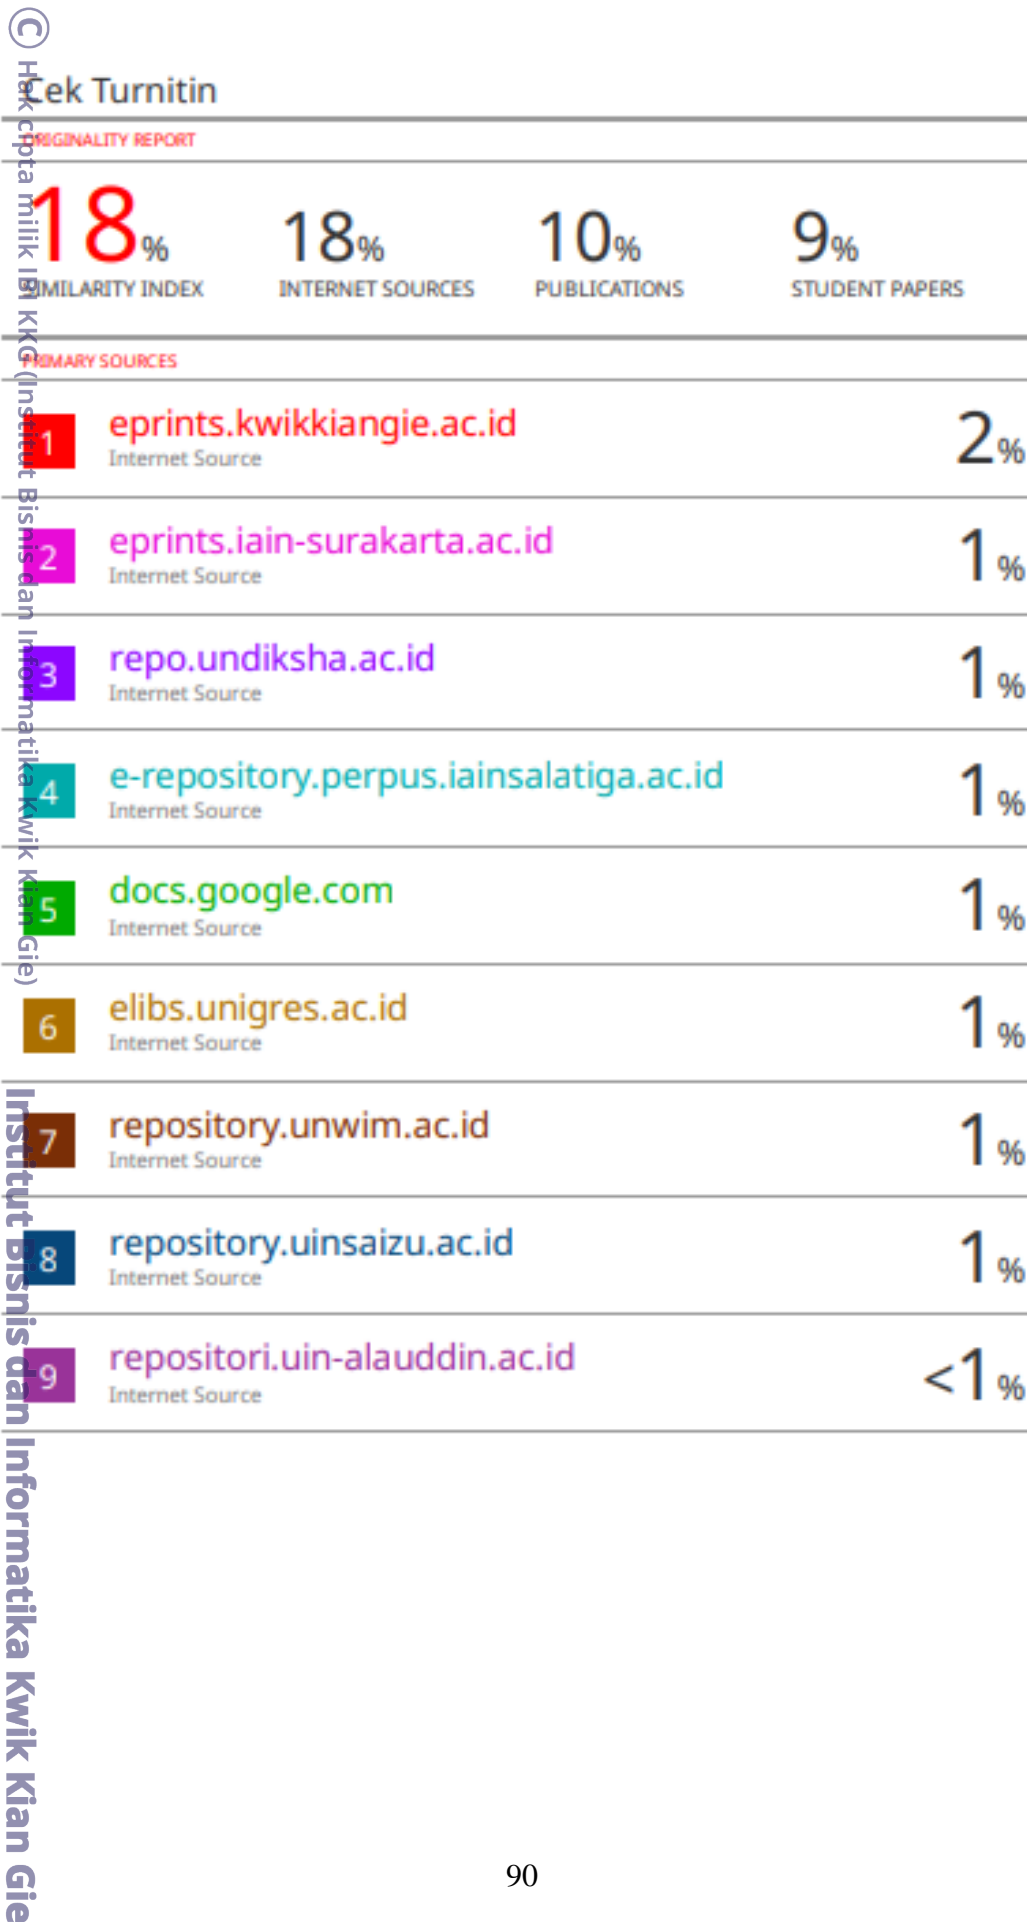 Cek Turnitin
ORIGINALITY REPORT
18% 18% 10% 9%
SIMILARITY INDEX INTERNET SOURCES PUBLICATIONS STUDENT PAPERS
PRIMARY SOURCES
1 eprints.kwikkiangie.ac.id 2%
Internet Source
2 eprints.iain-surakarta.ac.id 1%
Internet Source
3 repo.undiksha.ac.id 1%
Internet Source
4 e-repository.perpus.iainsalatiga.ac.id 1%
Internet Source
5 docs.google.com 1%
Internet Source
6 elibs.unigres.ac.id 1%
Internet Source
7 repository.unwim.ac.id 1%
Internet Source
8 repository.uinsaizu.ac.id 1%
Internet Source
9 repositori.uin-alauddin.ac.id <1%
Internet Source
90
© Hak cipta milik IBI KKG (Institut Bisnis dan Informatika Kwik Kian Gie)
Institut Bisnis dan Informatika Kwik Kian Gie